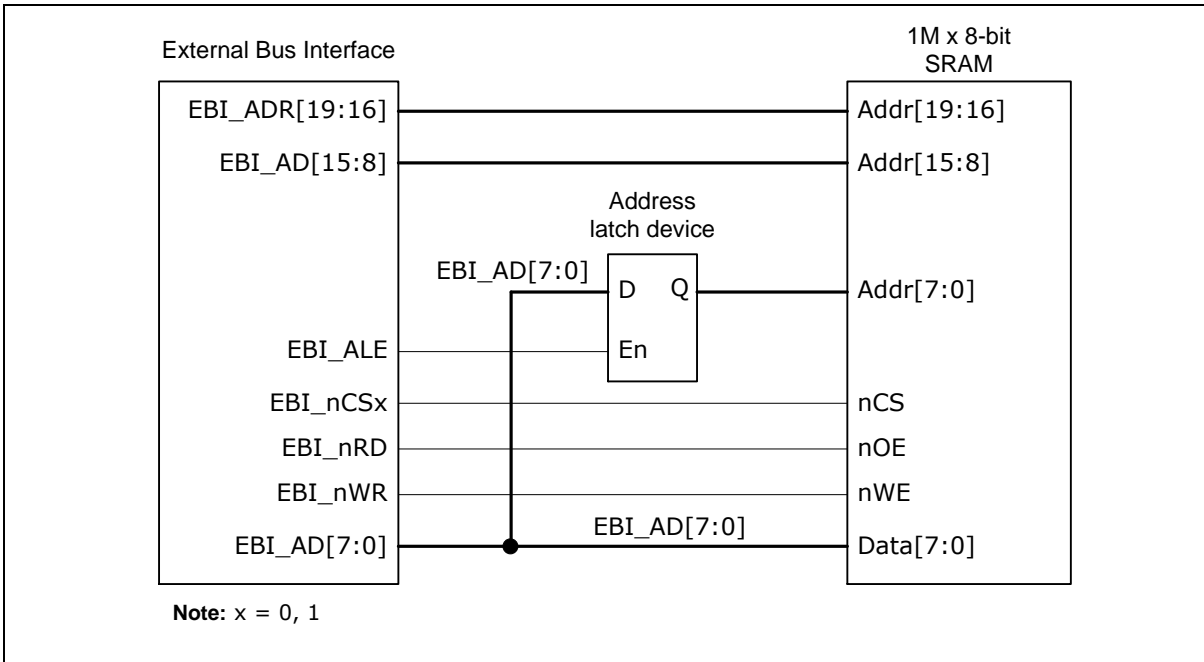 External Bus Interface
1M x 8-bit
SRAM
EBI_ADR[19:16]
Addr[19:16]
EBI_AD[15:8]
Addr[15:8]
Address
latch device
EBI_AD[7:0]
D
Q
Addr[7:0]
EBI_ALE
En
EBI_nCSx
nCS
EBI_nRD
nOE
EBI_nWR
nWE
EBI_AD[7:0]
EBI_AD[7:0]
Data[7:0]
Note: x = 0, 1